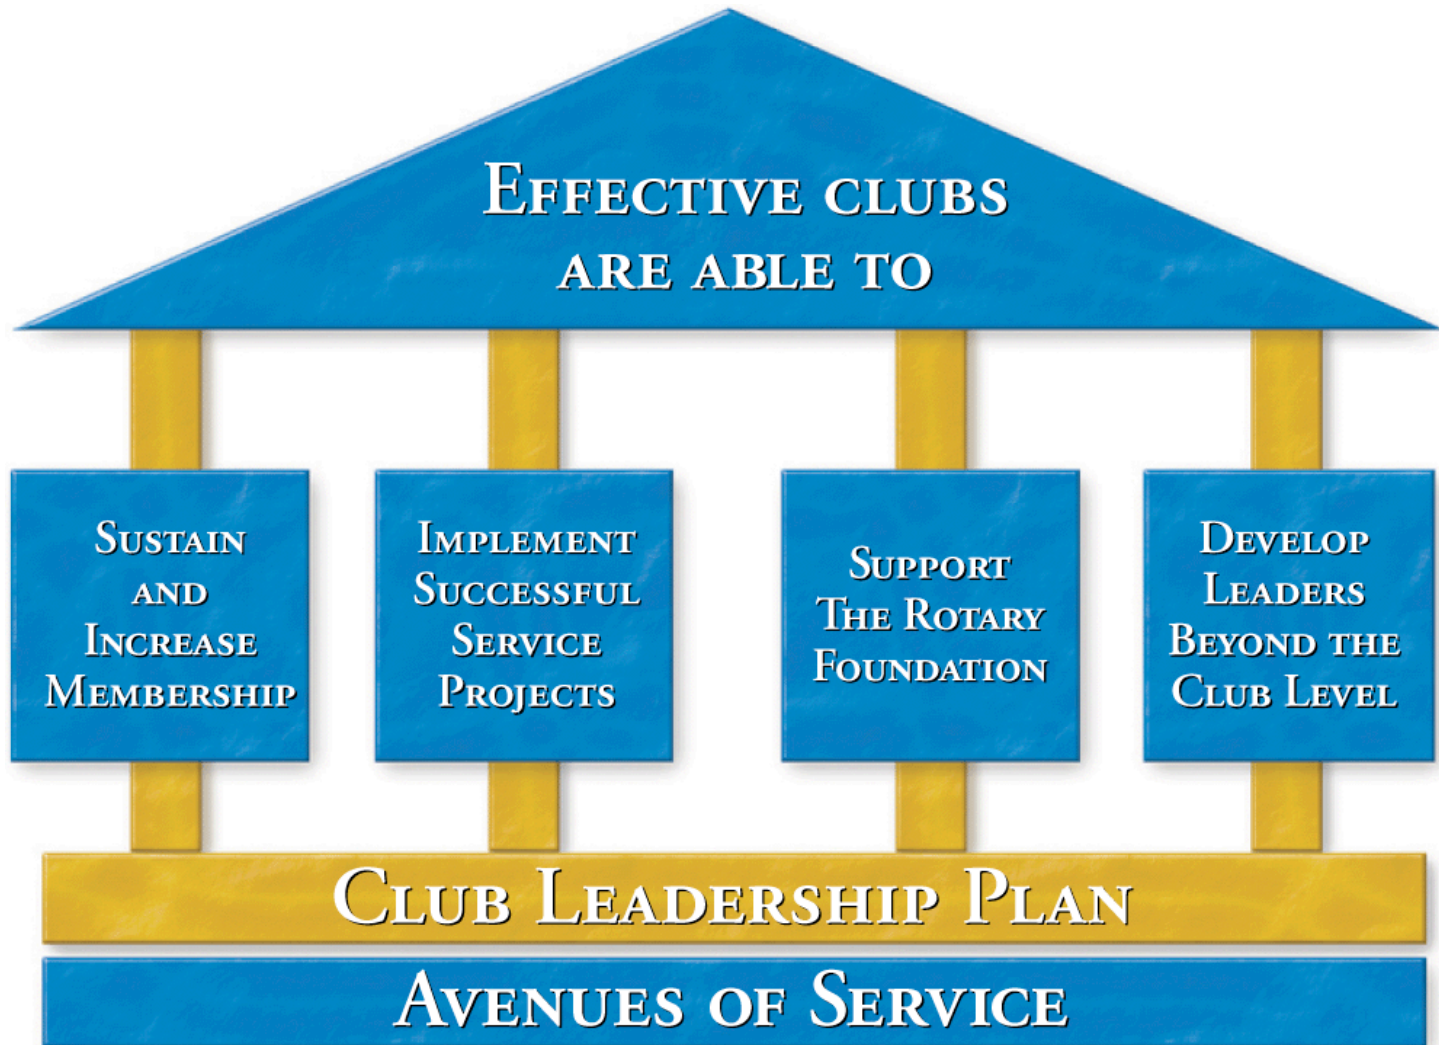 EFFECTIVE CLUBS
ARE ABLE TO
SUSTAIN
AND
INCREASE
MEMBERSHIP
IMPLEMENT
SUCCESSFUL
SERVICE
PROJECTS
SUPPORT
THE ROTARY
FOUNDATION
DEVELOP
LEADERS
BEYOND THE
CLUB LEVEL
CLUB LEADERSHIP PLAN
AVENUES OF SERVICE